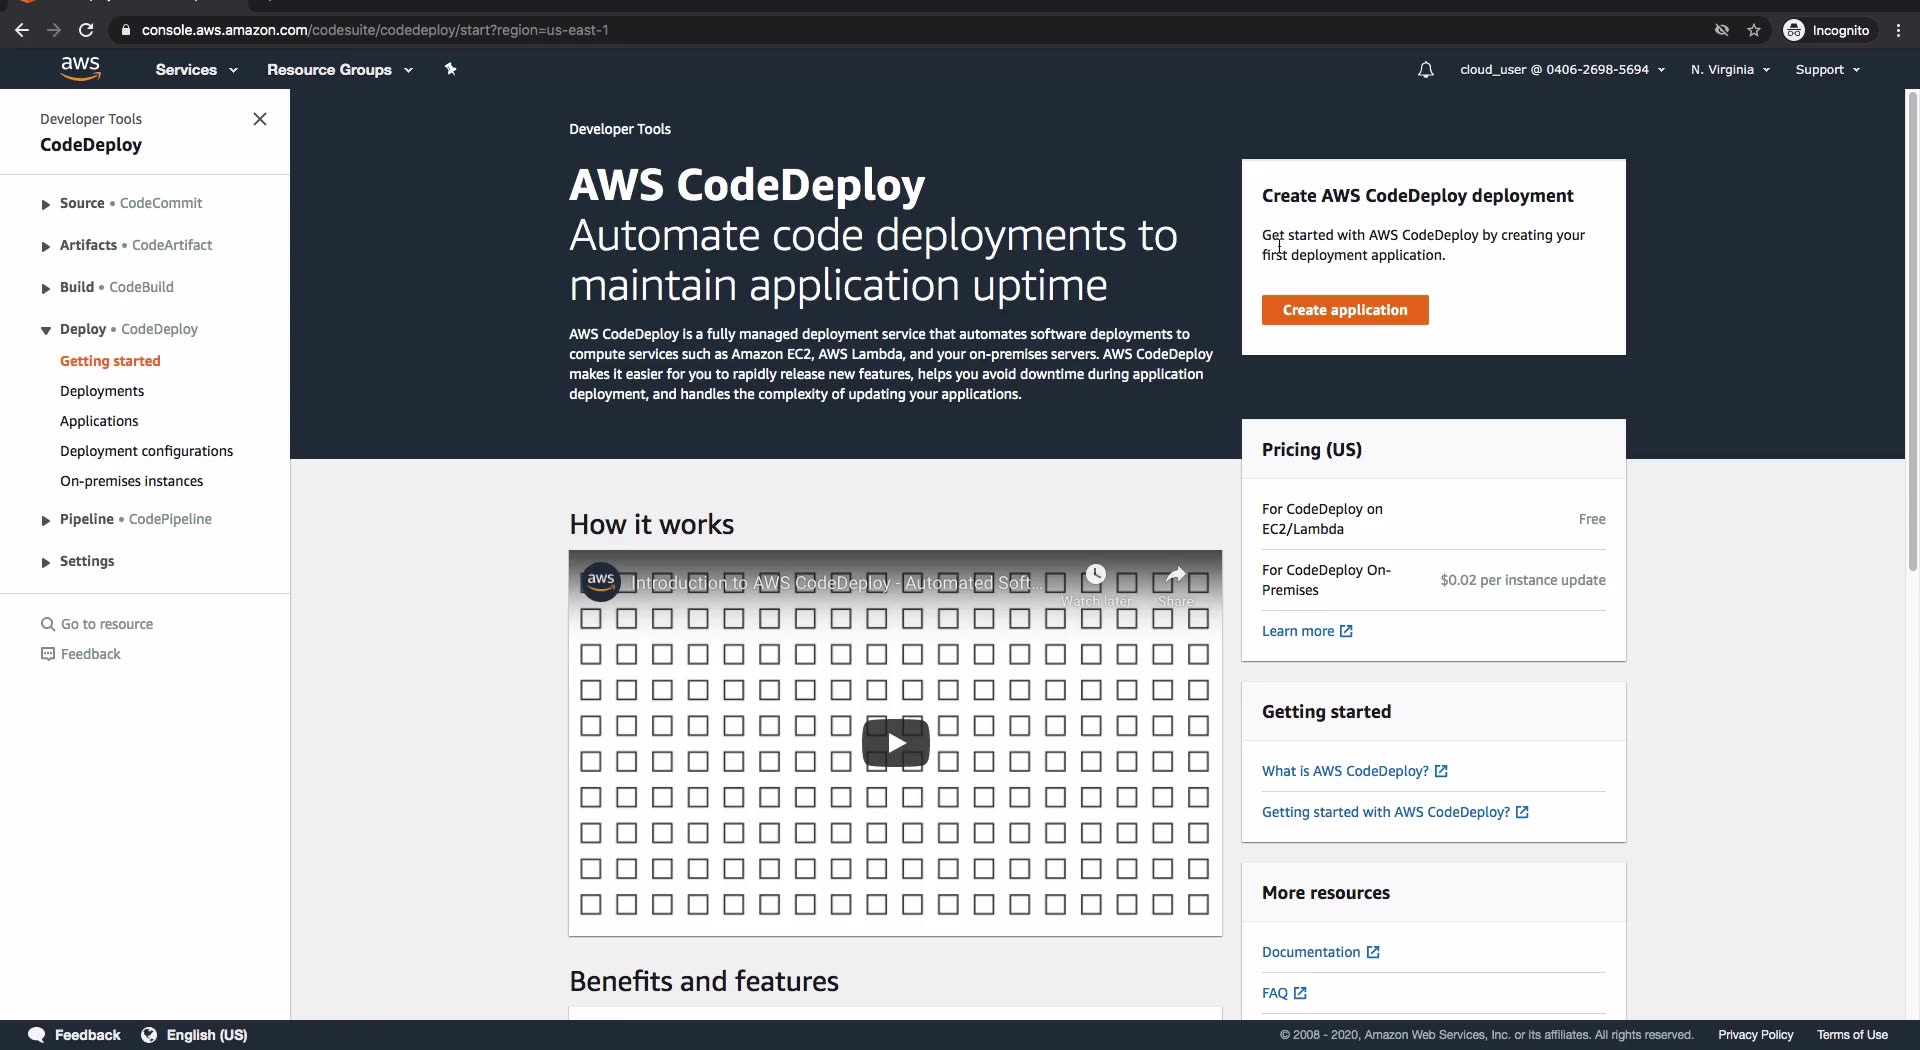 console.aws.amazon.com/codesuite/codedeploy/start?region=us-east-1
Incognito
aws
Services
Resource Groups
cloud_user @ 0406-2698-5694
N. Virginia
Support
Developer Tools
CodeDeploy
Source • CodeCommit
Artifacts • CodeArtifact
Build • CodeBuild
Deploy • CodeDeploy
Getting started
Deployments
Applications
Deployment configurations
On-premises instances
Pipeline • CodePipeline
Settings
Go to resource
Feedback
Developer Tools
AWS CodeDeploy
Automate code deployments to
maintain application uptime
AWS CodeDeploy is a fully managed deployment service that automates software deployments to
compute services such as Amazon EC2, AWS Lambda, and your on-premises servers. AWS CodeDeploy
makes it easier for you to rapidly release new features, helps you avoid downtime during application
deployment, and handles the complexity of updating your applications.
Create AWS CodeDeploy deployment
Get started with AWS CodeDeploy by creating your
first deployment application.
Create application
How it works
aws
Introduction to AWS CodeDeploy - Automated Soft...
Watch later
Share
Benefits and features
Pricing (US)
For CodeDeploy on
EC2/Lambda
Free
For CodeDeploy On-
Premises
$0.02 per instance update
Learn more
Getting started
What is AWS CodeDeploy?
Getting started with AWS CodeDeploy?
More resources
Documentation
FAQ
Feedback
English (US)
© 2008 - 2020, Amazon Web Services, Inc. or its affiliates. All rights reserved.
Privacy Policy
Terms of Use